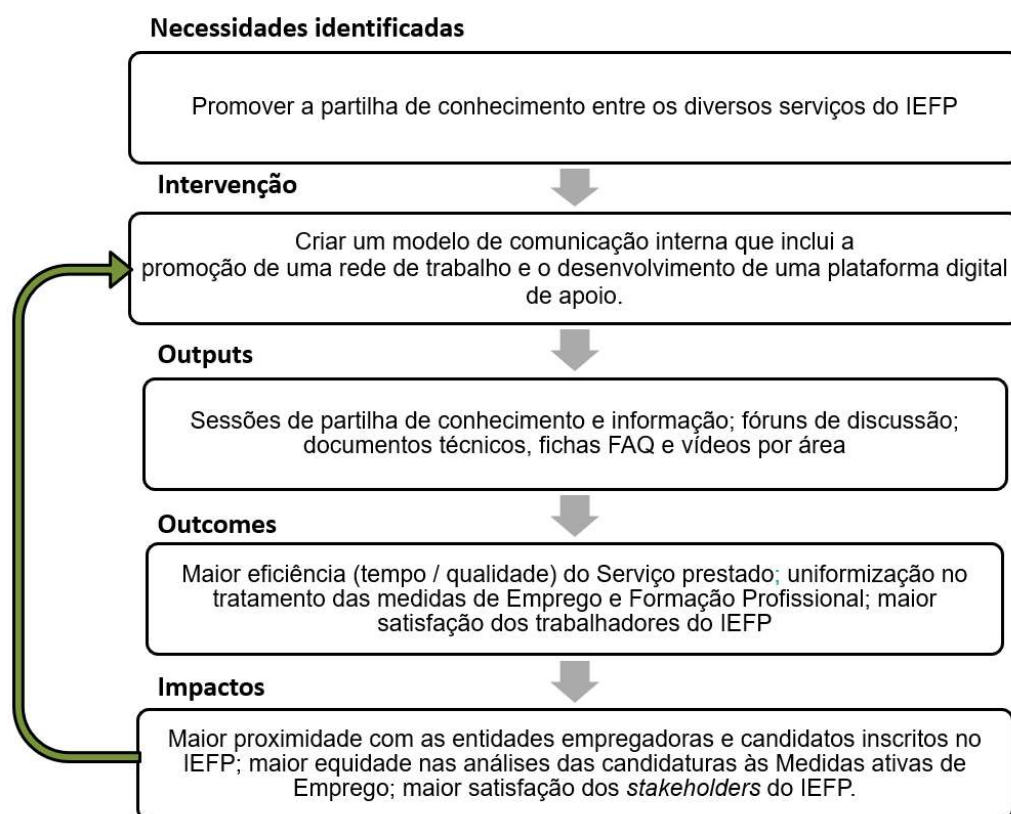 Necessidades identificadas
Promover a partilha de conhecimento entre os diversos serviços do IEFP
Intervenção
Criar um modelo de comunicação interna que inclui a
promoção de uma rede de trabalho e o desenvolvimento de uma plataforma digital
de apoio.
Outputs
Sessões de partilha de conhecimento e informação; fóruns de discussão;
documentos técnicos, fichas FAQ e vídeos por área
Outcomes
Maior eficiência (tempo / qualidade) do Serviço prestado; uniformização no
tratamento das medidas de Emprego e Formação Profissional; maior
satisfação dos trabalhadores do IEFP
Impactos
Maior proximidade com as entidades empregadoras e candidatos inscritos no
IEFP; maior equidade nas análises das candidaturas às Medidas ativas de
Emprego; maior satisfação dos stakeholders do IEFP.